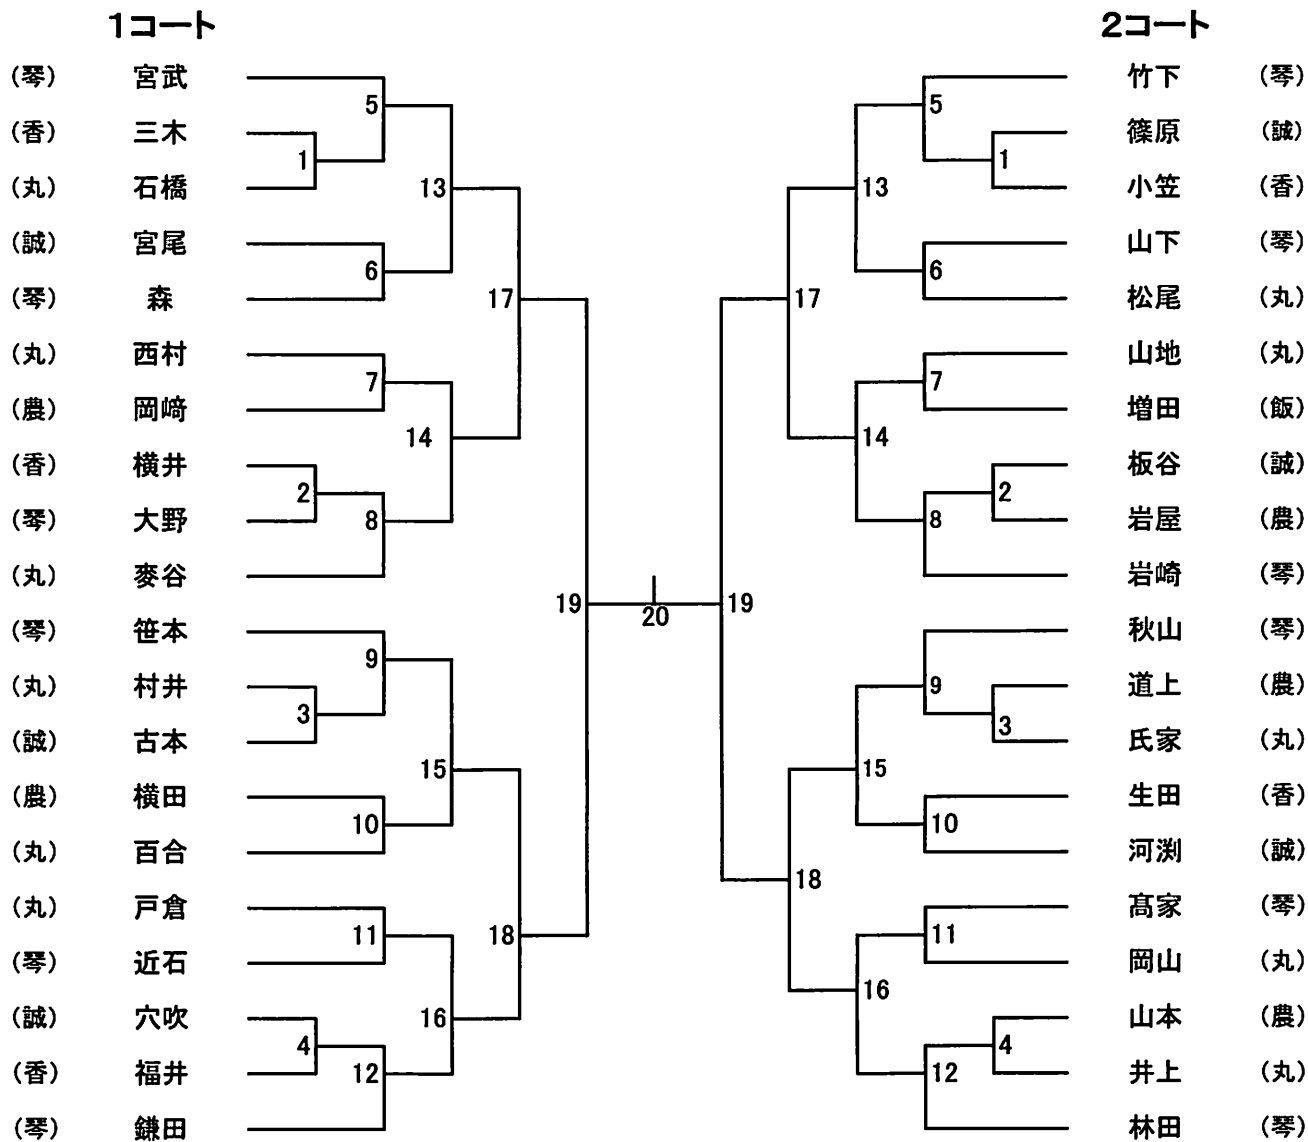 1コート 2コート
(琴) 宮武 5 5 竹下 (琴)
(香) 三木 篠原 (誠)
1 1
(丸) 石橋 13 13 小笠 (香)
(誠) 宮尾 山下 (琴)
6 6
(琴) 森 17 17 松尾 (丸)
(丸) 西村 山地 (丸)
7 7
(農) 岡﨑 増田 (飯)
14 14
(香) 横井 板谷 (誠)
2 2
(琴) 大野 8 8 岩屋 (農)
(丸) 麥谷 岩崎 (琴)
19 20 19
(琴) 笹本 秋山 (琴)
9 9
(丸) 村井 道上 (農)
3 3
(誠) 古本 氏家 (丸)
15 15
(農) 横田 生田 (香)
10 10
(丸) 百合 河渕 (誠)
18
(丸) 戸倉 髙家 (琴)
11 18 11
(琴) 近石 岡山 (丸)
16
(誠) 穴吹 16 山本 (農)
4 4
(香) 福井 12 12 井上 (丸)
(琴) 鎌田 林田 (琴)